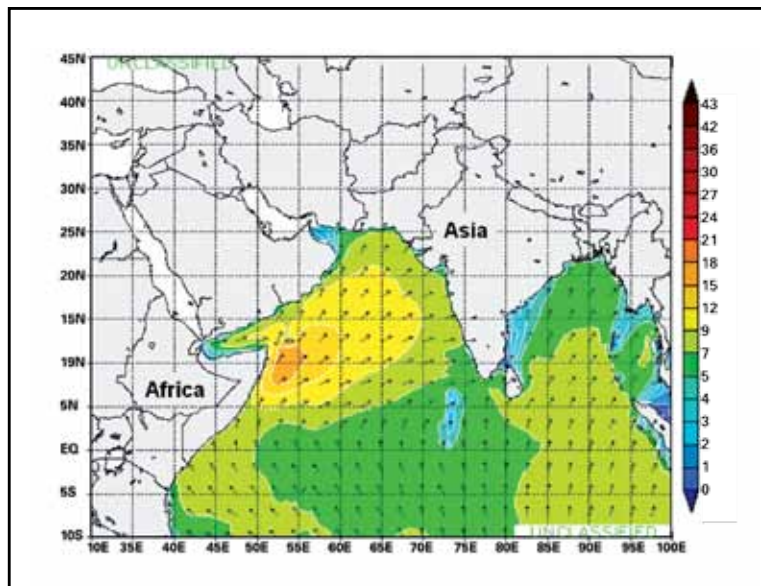 45N
UNCLASSIFIED
40N
35N
30N
25N
20N
15N
19N
5N
EQ
5S
10S
Asia
Africa
UNCLASSIFIED
10E 35E 40E 45E 50E 55E 60E 65E 70E 75E 80E 85E 90E 95E 100E
43
42
36
30
27
24
21
18
15
12
9
7
5
4
3
2
1
0